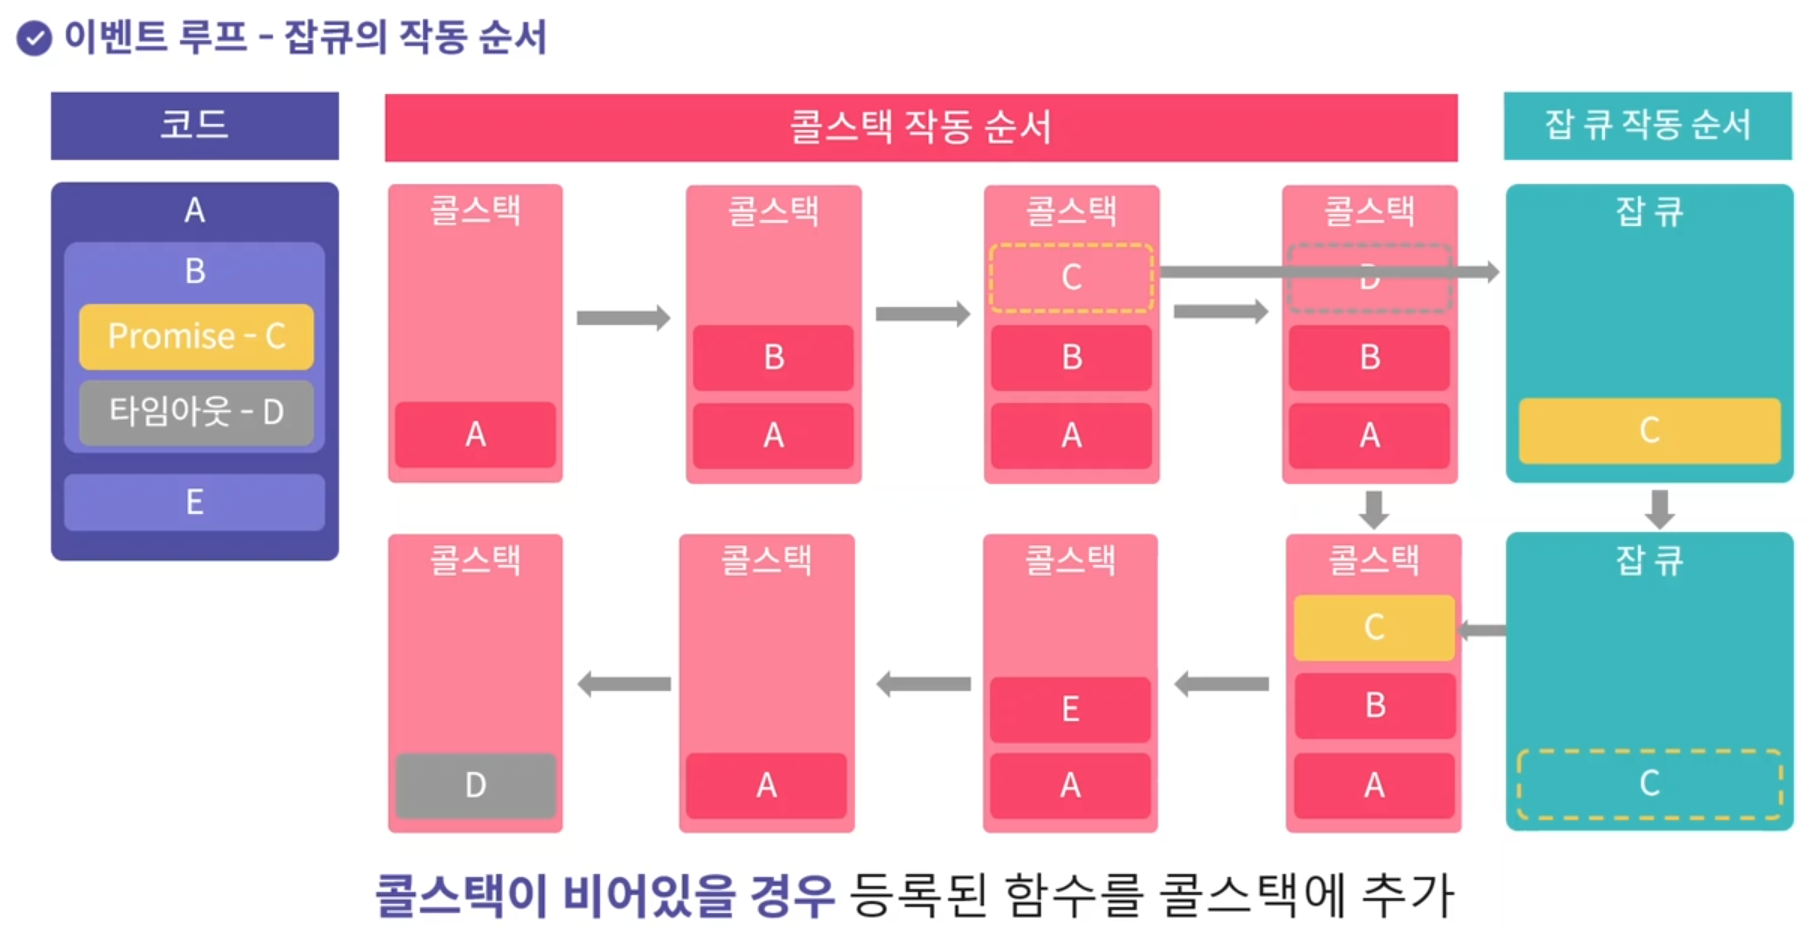 이벤트 루프 - 잡큐의 작동 순서
코드
콜스택 작동 순서
잡 큐 작동 순서
A
B
Promise - C
타임아웃 - D
E
콜스택
A
콜스택
B
A
콜스택
C
B
A
콜스택
D
B
A
잡 큐
C
콜스택
D
콜스택
A
콜스택
E
A
콜스택
C
B
A
잡 큐
C
콜스택이 비어있을 경우 등록된 함수를 콜스택에 추가